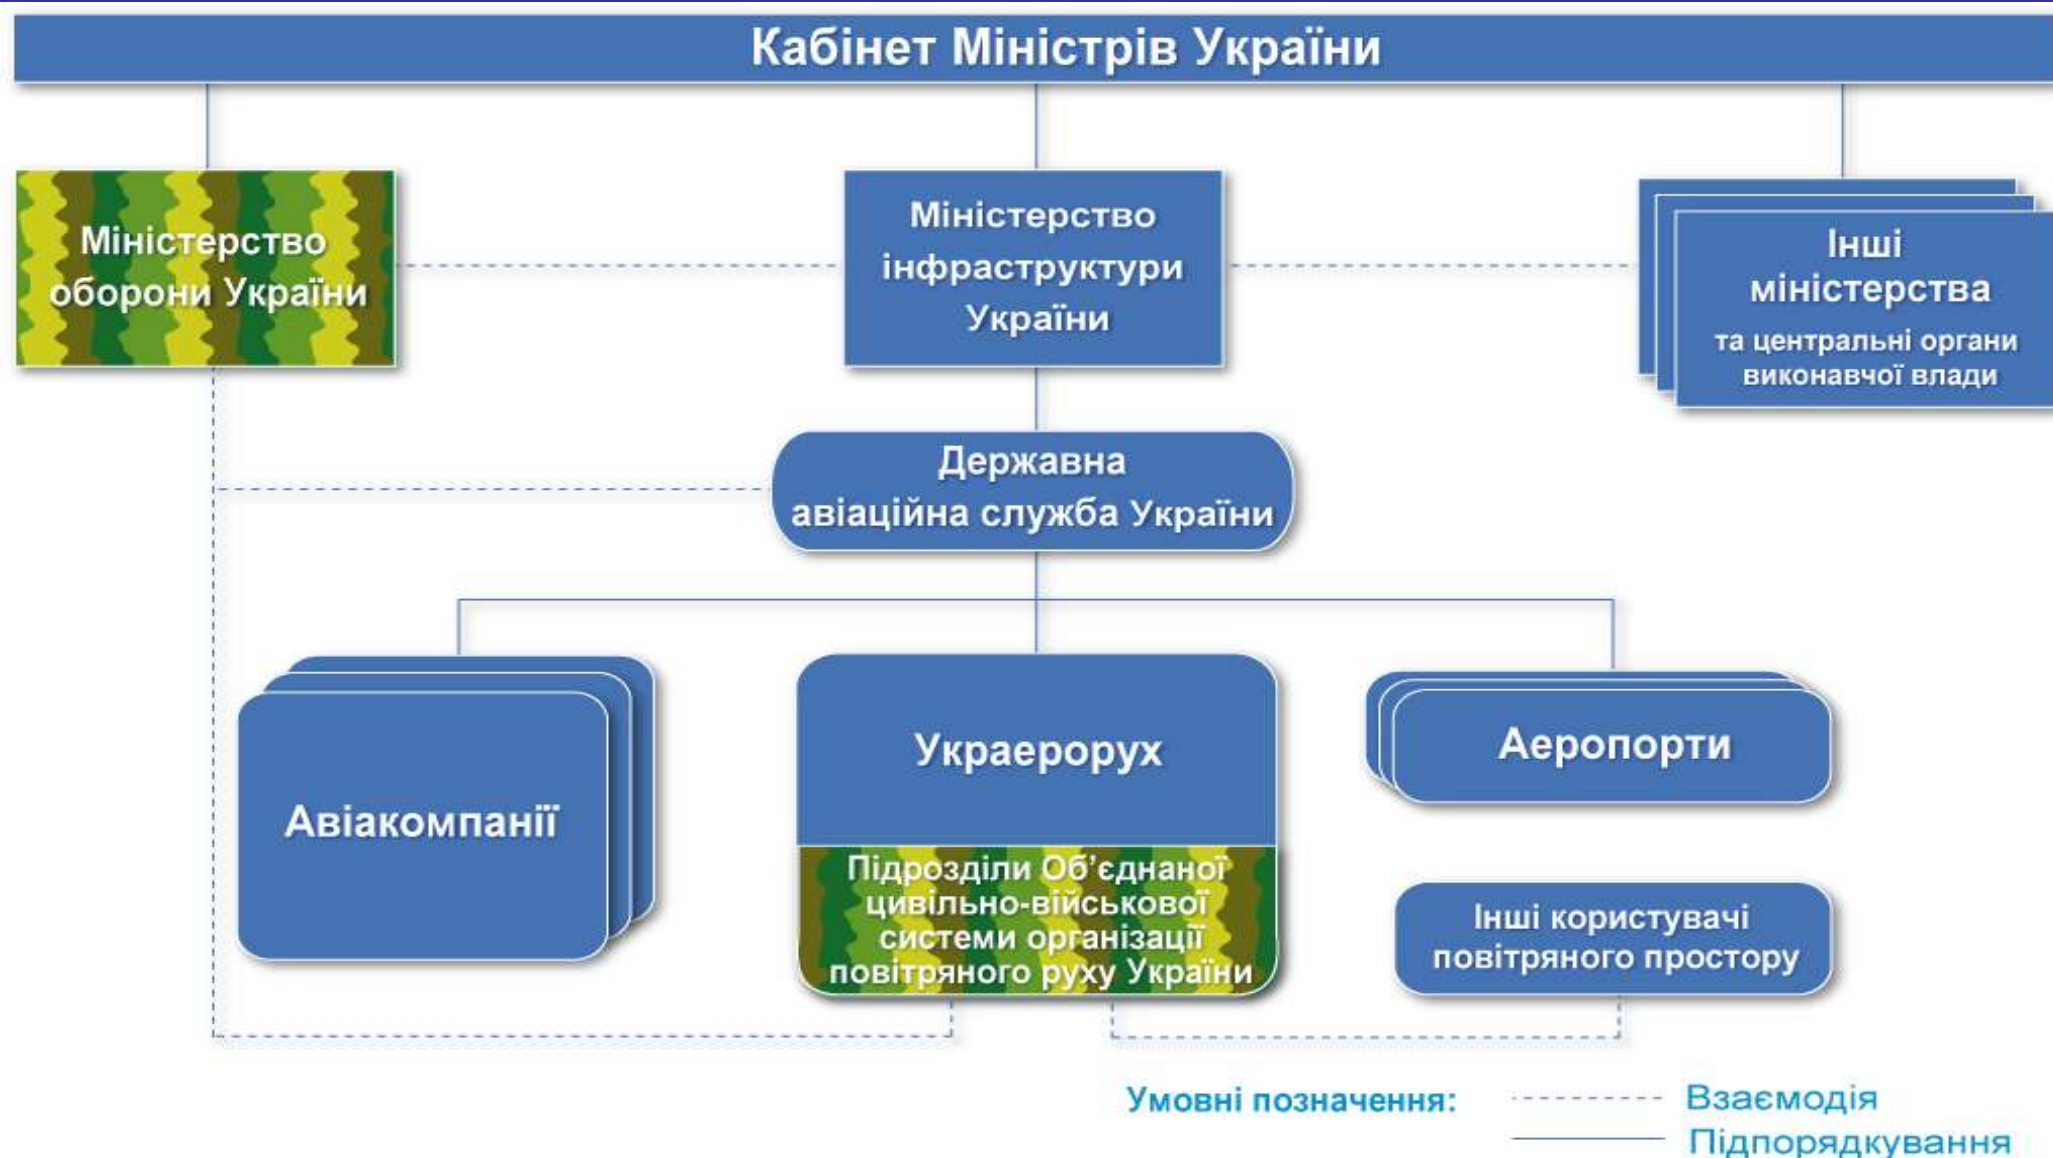 Кабінет Міністрів України
Міністерство
оборони України
Міністерство
інфраструктури
України
Інші
міністерства
та центральні органи
виконавчої влади
Державна
авіаційна служба України
Авіакомпанії
Украерорух
Підрозділи Об’єднаної
цивільно-військової
системи організації
повітряного руху України
Аеропорти
Інші користувачі
повітряного простору
Умовні позначення:
Взаємодія
Підпорядкування